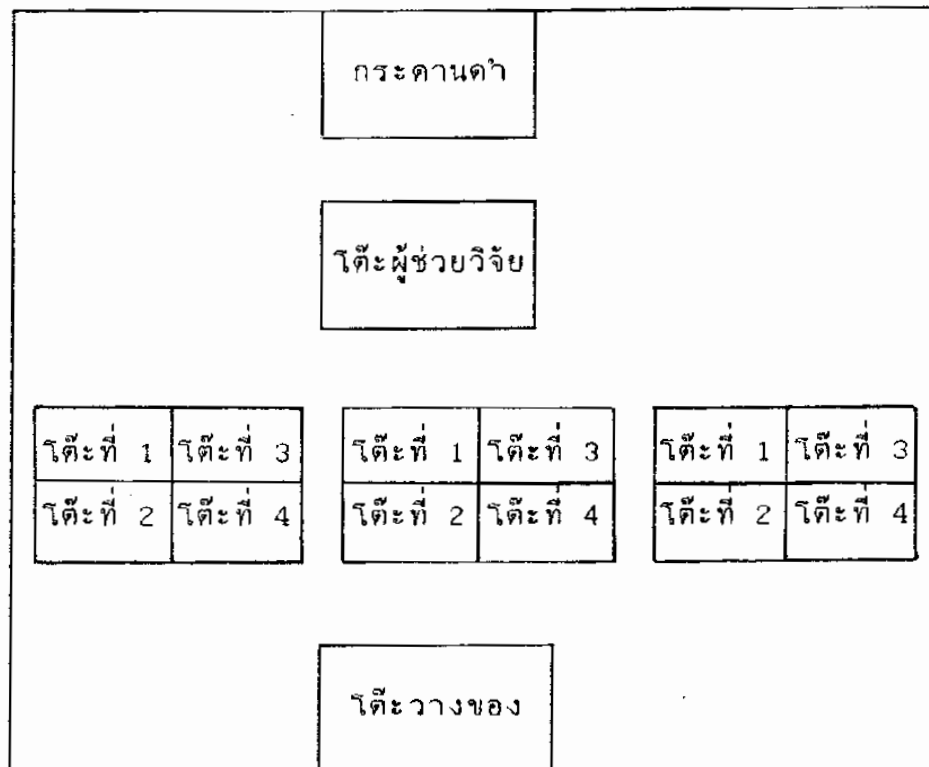 กระดานดำ
โต๊ะผู้ช่วยวิจัย
โต๊ะที่ 1 โต๊ะที่ 3 โต๊ะที่ 1 โต๊ะที่ 3 โต๊ะที่ 1 โต๊ะที่ 3
โต๊ะที่ 2 โต๊ะที่ 4 โต๊ะที่ 2 โต๊ะที่ 4 โต๊ะที่ 2 โต๊ะที่ 4
โต๊ะวางของ